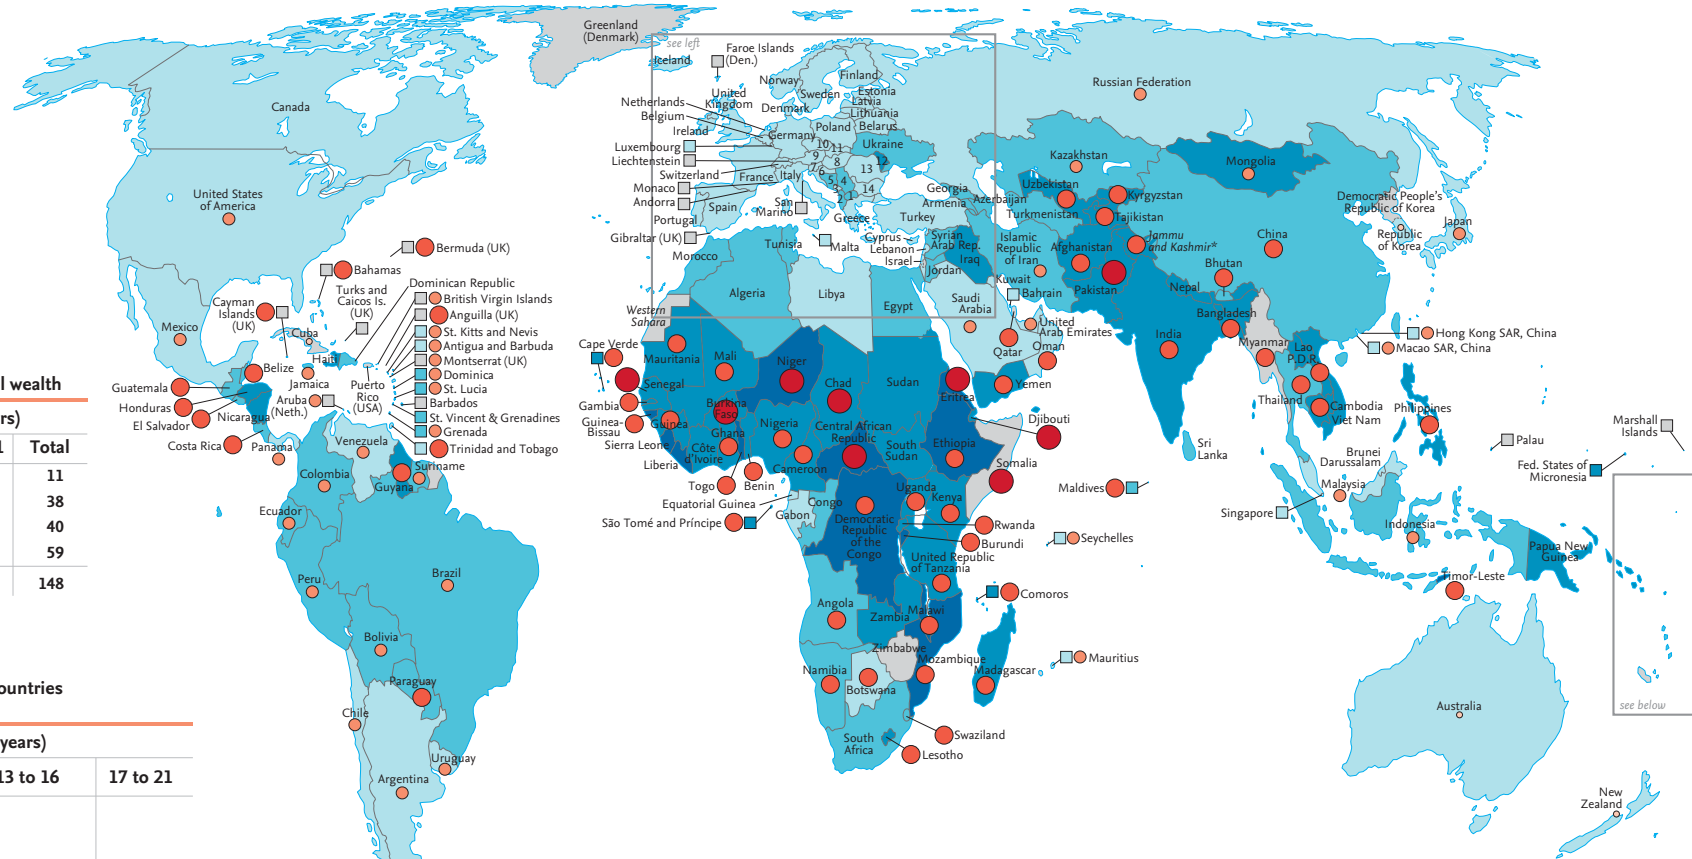 Greenland
(Denmark)
see left
Iceland
Faroe Islands
(Den.)
Norway
Sweden
Finland
Estonia
Latvia
Lithuania
Belarus
United
Kingdom
Denmark
Netherlands
Belgium
Ireland
Germany
Poland
Ukraine
Luxembourg
Liechtenstein
Switzerland
France
Italy
Monaco
Andorra
Spain
San
Marino
Portugal
Greece
Turkey
Gibraltar (UK)
10
11
9
8
7
6
12
13
5
4
3
14
2
1
Georgia
Armenia
Azerbaijan
Russian Federation
Canada
United States
of America
Kazakhstan
Mongolia
Uzbekistan
Kyrgyzstan
Turkmenistan
Tajikistan
Democratic People's
Republic of Korea
Republic
of Korea
Japan
China
Jammu
and Kashmir*
Afghanistan
Islamic
Republic
of Iran
Syrian
Arab Rep.
Iraq
Cyprus
Lebanon
Israel
Jordan
Malta
Tunisia
Morocco
Algeria
Libya
Egypt
Western
Sahara
Kuwait
Bahrain
Saudi
Arabia
United
Arab Emirates
Qatar
Oman
Yemen
Pakistan
Nepal
Bhutan
Bangladesh
India
Myanmar
Lao
P.D.R.
Thailand
Cambodia
Viet Nam
Philippines
Hong Kong SAR, China
Macao SAR, China
Bermuda (UK)
Bahamas
Turks and
Caicos Is.
(UK)
Cayman
Islands
(UK)
Cuba
Mexico
Haiti
Jamaica
Belize
Guatemala
Honduras
El Salvador
Nicaragua
Costa Rica
Panama
Aruba
(Neth.)
Puerto
Rico
(USA)
Dominican Republic
British Virgin Islands
Anguilla (UK)
St. Kitts and Nevis
Antigua and Barbuda
Montserrat (UK)
Dominica
St. Lucia
Barbados
St. Vincent & Grenadines
Grenada
Trinidad and Tobago
Venezuela
Colombia
Guyana
Suriname
Ecuador
Peru
Brazil
Bolivia
Paraguay
Chile
Uruguay
Argentina
Cape Verde
Mauritania
Mali
Niger
Chad
Sudan
Eritrea
Senegal
Gambia
Guinea-
Bissau
Guinea
Sierra Leone
Liberia
Burkina
Faso
Ghana
Côte
d'Ivoire
Togo
Benin
Nigeria
Cameroon
Central African
Republic
South
Sudan
Ethiopia
Djibouti
Somalia
Equatorial Guinea
São Tomé and Príncipe
Gabon
Congo
Democratic
Republic
of the
Congo
Uganda
Kenya
Rwanda
Burundi
United Republic
of Tanzania
Maldives
Seychelles
Comoros
Mauritius
Angola
Zambia
Malawi
Zimbabwe
Mozambique
Madagascar
Namibia
Botswana
South
Africa
Swaziland
Lesotho
Sri
Lanka
Brunei
Darussalam
Malaysia
Singapore
Indonesia
Palau
Marshall
Islands
Fed. States of
Micronesia
Papua New
Guinea
Timor-Leste
Australia
New
Zealand
see below
l wealth
rs)
1 Total
11
38
40
59
148
ountries
years)
13 to 16 17 to 21